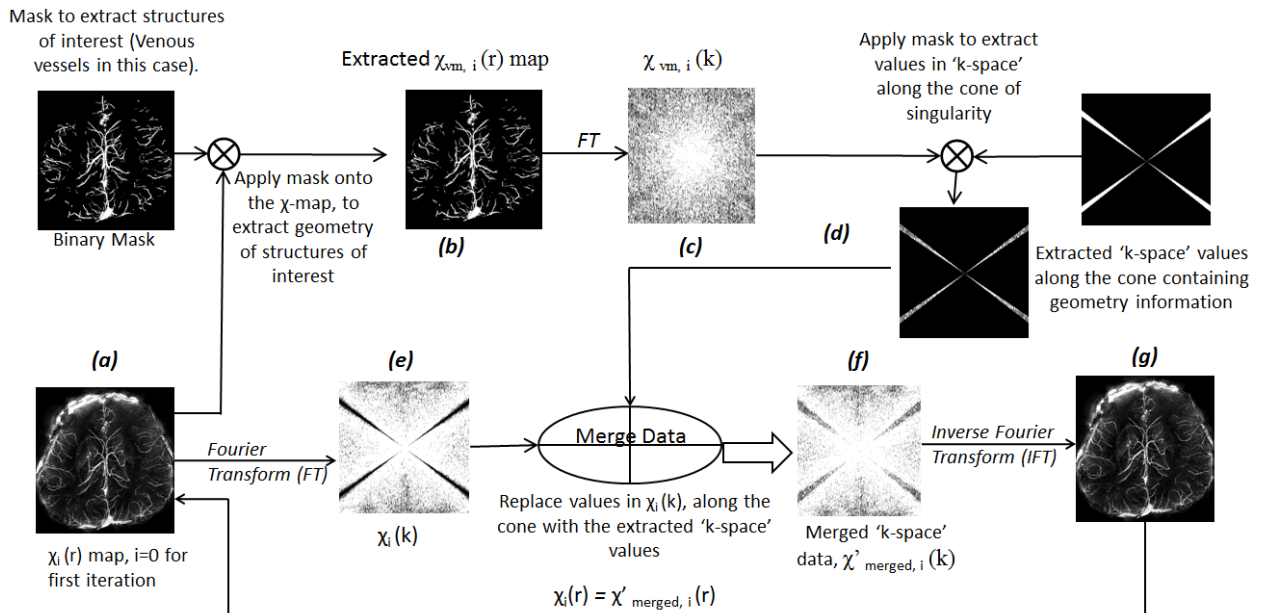 Mask to extract structures
of interest (Venous
vessels in this case).
Binary Mask
Apply mask onto
the χ-map, to
extract geometry
of structures of
interest
Extracted χvm, i (r) map
(b)
FT
χ vm, i (k)
(c)
Apply mask to extract
values in ‘k-space’
along the cone of
singularity
(d)
Extracted ‘k-space’ values
along the cone containing
geometry information
(a)
χi (r) map, i=0 for
first iteration
Fourier
Transform (FT)
(e)
χi (k)
Merge Data
Replace values in χi (k), along the
cone with the extracted ‘k-space’
values
(f)
Merged ‘k-space’
data, χ’ merged, i (k)
Inverse Fourier
Transform (IFT)
(g)
χi(r) = χ’ merged, i (r)